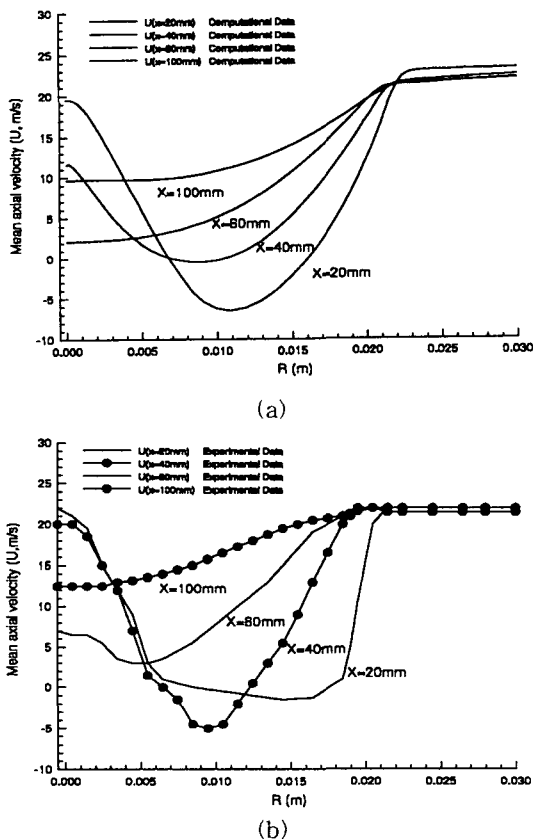 U(x=20mm) Computational Data
U(x=40mm) Computational Data
U(x=60mm) Computational Data
U(x=100mm) Computational Data
Mean axial velocity (U, m/s)
30
25
20
15
10
5
0
-5
-10
X=100mm
X=60mm
X=40mm
X=20mm
0.000 0.005 0.010 0.015 0.020 0.025 0.030
R (m)
(a)
U(x=20mm) Experimental Data
U(x=40mm) Experimental Data
U(x=60mm) Experimental Data
U(x=100mm) Experimental Data
Mean axial velocity (U,m/s)
30
25
20
15
10
5
0
-5
-10
X=100mm
X=60mm
X=40mm
X=20mm
0.000 0.005 0.010 0.015 0.020 0.025 0.030
R (m)
(b)